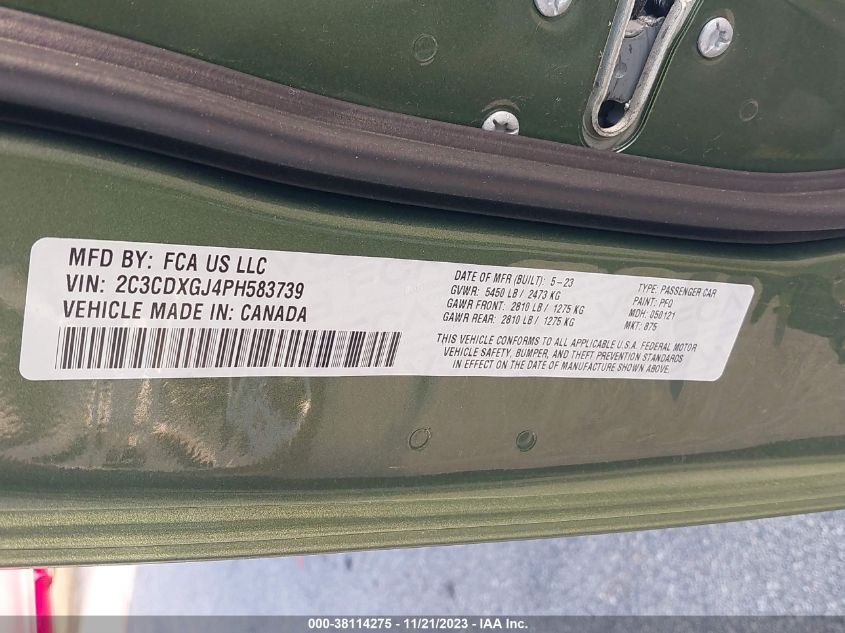 MFD BY: FCA US LLC
VIN: 2C3CDXGJ4PH583739
VEHICLE MADE IN: CANADA
DATE OF MFR (BUILT): 5-23
GVWR: 5450 LB / 2473 KG
GAWR FRONT: 2810 LB / 1275 KG
GAWR REAR: 2810 LB / 1275 KG
TYPE: PASSENGER CAR
PAINT: PFQ
MDH: 050121
MKT: 875
THIS VEHICLE CONFORMS TO ALL APPLICABLE U.S.A. FEDERAL MOTOR
VEHICLE SAFETY, BUMPER, AND THEFT PREVENTION STANDARDS
IN EFFECT ON THE DATE OF MANUFACTURE SHOWN ABOVE.
000-38114275 - 11/21/2023 - IAA Inc.